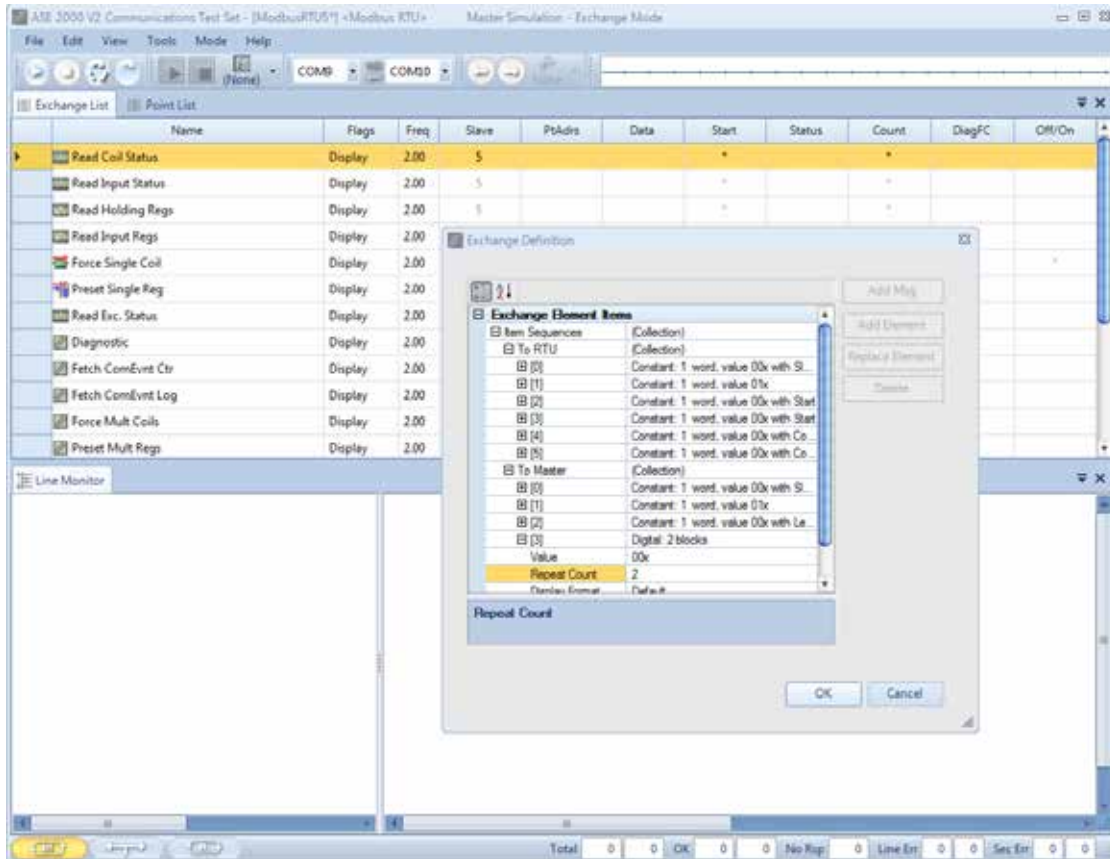 ASE 2000 V2 Communications Test Set - [ModbusRTU5*] <Modbus RTU> Master Simulation - Exchange Mode
File Edit View Tools Mode Help
(None) COM9 COM10
Exchange List Point List
Name Flags Freq Slave PtAdrs Data Start Status Count DiagFC Off/On
Read Coil Status Display 2.00 5 * *
Read Input Status Display 2.00 5 * *
Read Holding Regs Display 2.00 5 * *
Read Input Regs Display 2.00
Force Single Coil Display 2.00 *
Preset Single Reg Display 2.00
Read Exc. Status Display 2.00
Diagnostic Display 2.00
Fetch ComEvnt Ctr Display 2.00
Fetch ComEvnt Log Display 2.00
Force Mult Coils Display 2.00
Preset Mult Regs Display 2.00
Line Monitor
Exchange Definition
Exchange Element Items
Item Sequences (Collection)
To RTU (Collection)
[0] Constant: 1 word, value 00x with Sl...
[1] Constant: 1 word, value 01x
[2] Constant: 1 word, value 00x with Start
[3] Constant: 1 word, value 00x with Start
[4] Constant: 1 word, value 00x with Co...
[5] Constant: 1 word, value 00x with Co...
To Master (Collection)
[0] Constant: 1 word, value 00x with Sl...
[1] Constant: 1 word, value 01x
[2] Constant: 1 word, value 00x with Le...
[3] Digital: 2 blocks
Value 00x
Repeat Count 2
Display Format Default
Repeat Count
Add Msg
Add Element
Replace Element
Delete
OK Cancel
Total 0 0 OK 0 0 No Rsp 0 0 Line Err 0 0 Sec Err 0 0